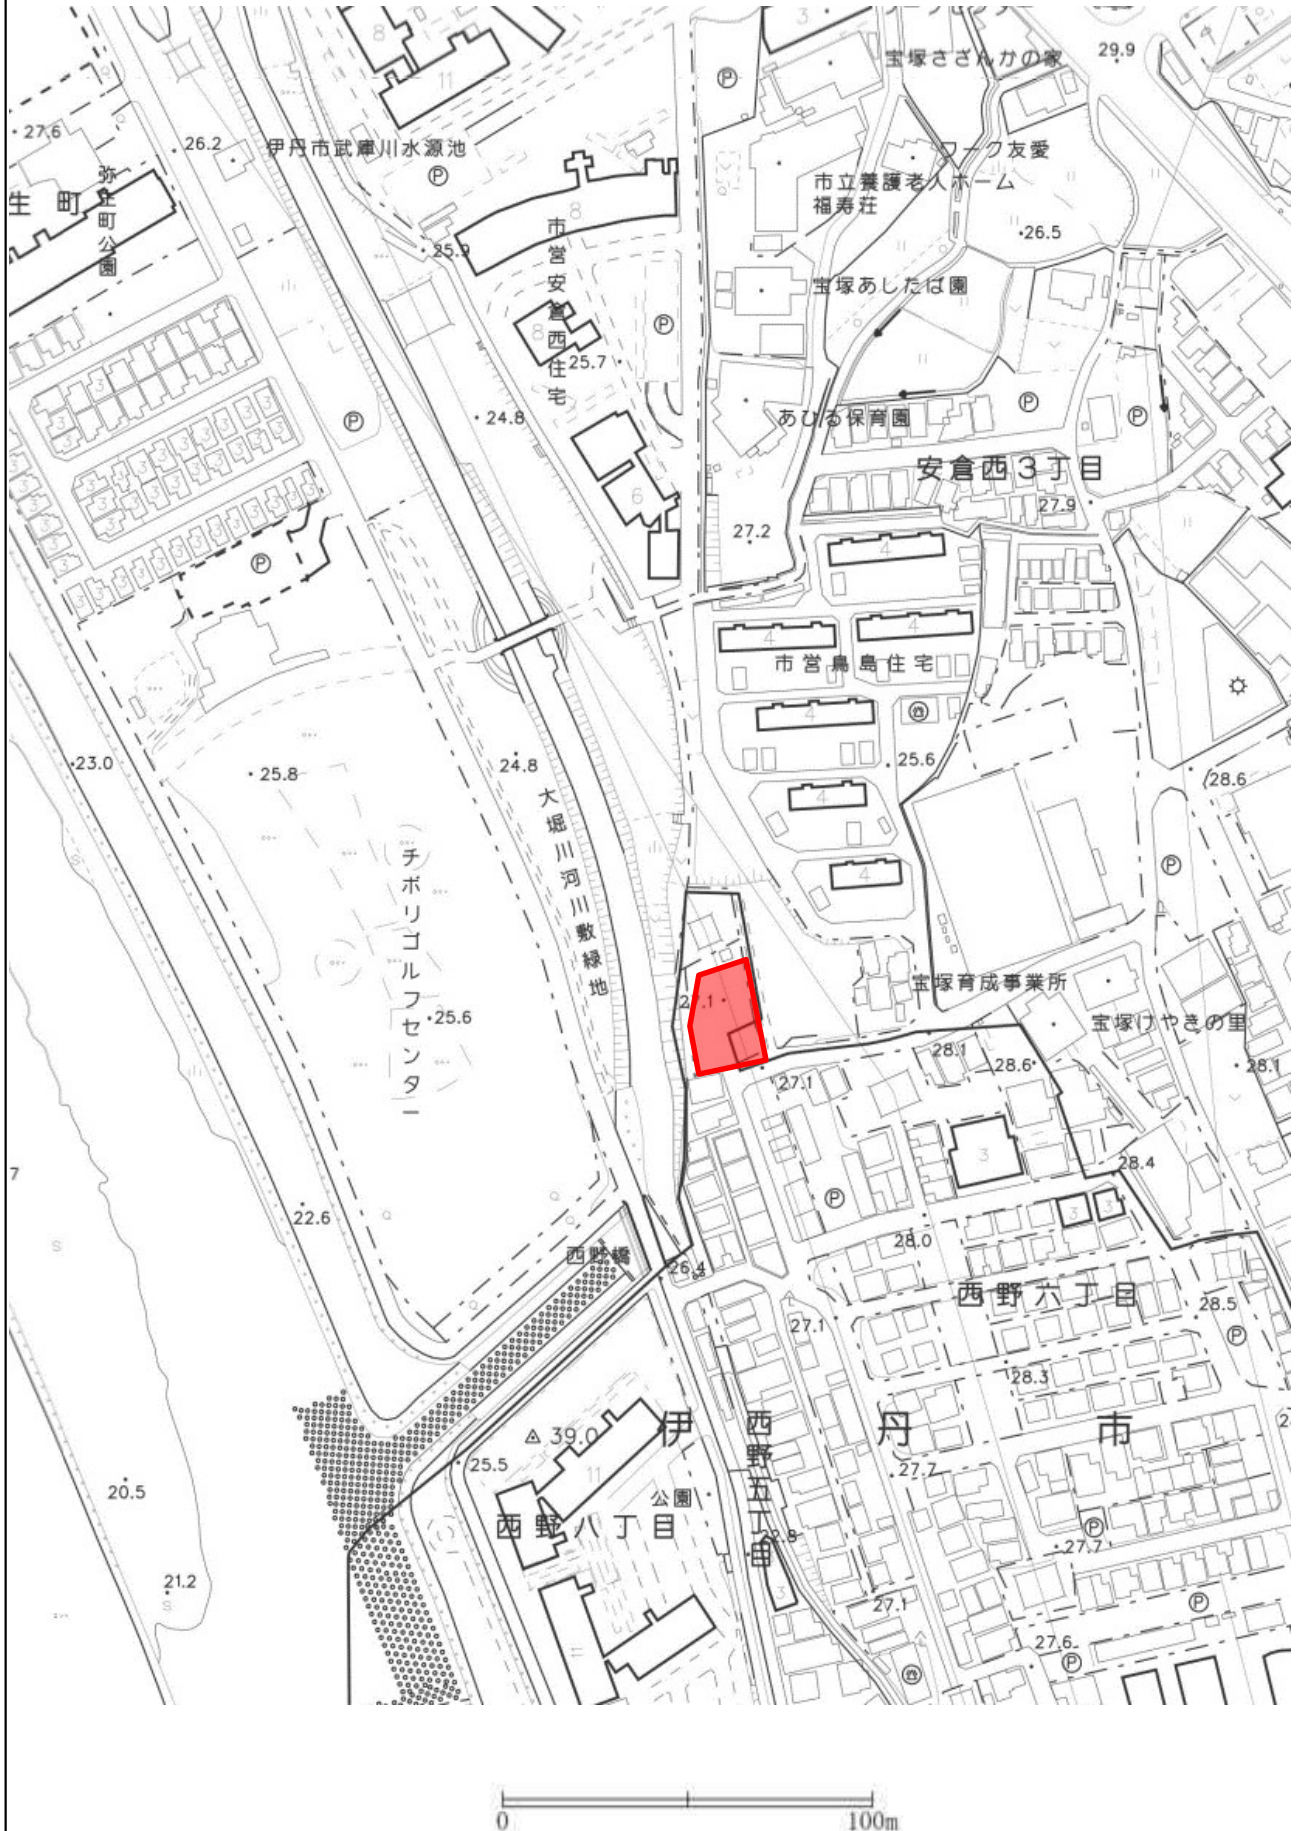 宝塚さざんかの家
29.9
27.6
26.2
伊丹市武庫川水源池
ワーク友愛
市立養護老人ホーム
福寿荘
生町
弥生町公園
26.5
25.9
市営安倉西住宅
宝塚あしたば園
25.7
24.8
あひる保育園
安倉西3丁目
27.9
27.2
市営鳥島住宅
23.0
25.8
24.8
25.6
28.6
大堀川河川敷緑地
チボリゴルフセンター
宝塚育成事業所
25.6
宝塚けやきの里
28.1
28.6
28.1
27.1
28.4
22.6
28.0
西野橋
26.4
西野六丁目
28.5
27.1
28.3
伊丹市
39.0
西野五丁目
25.5
27.7
20.5
公園
西野八丁目
22.8
27.7
21.2
27.1
27.6
0 100m